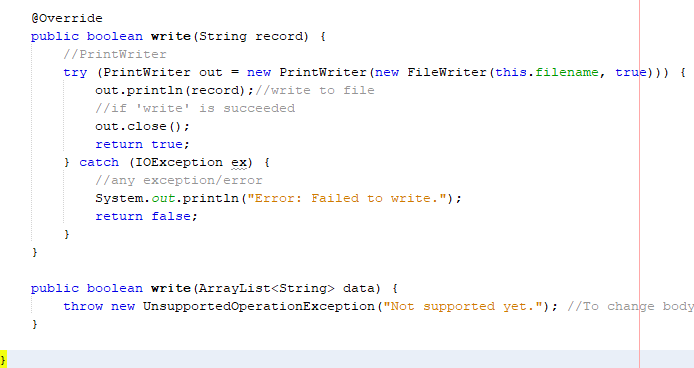 @Override
public boolean write(String record) {
//PrintWriter
try (PrintWriter out = new PrintWriter(new FileWriter(this.filename, true))) {
out.println(record);//write to file
//if 'write' is succeeded
out.close();
return true;
} catch (IOException ex) {
//any exception/error
System.out.println("Error: Failed to write.");
return false;
}
}
public boolean write(ArrayList<String> data) {
throw new UnsupportedOperationException("Not supported yet."); //To change body
}
}